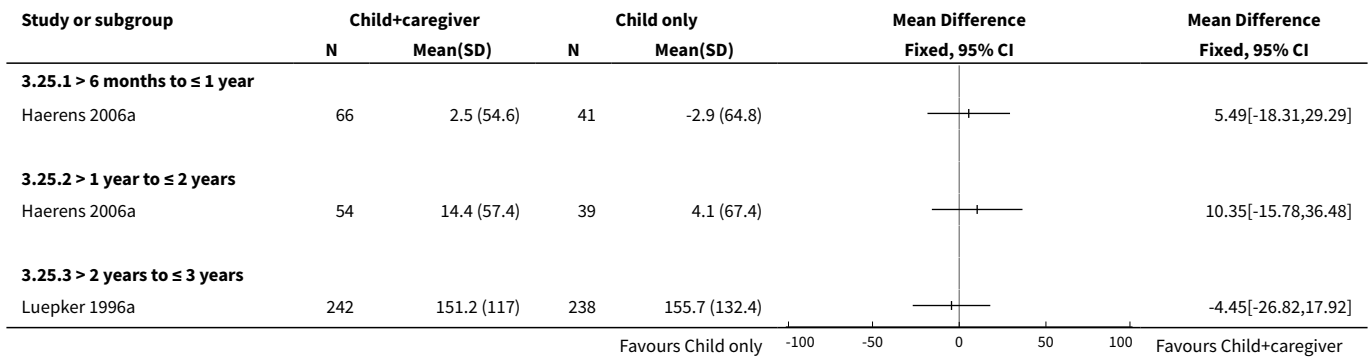 Study or subgroup Child+caregiver Child only Mean Difference Mean Difference
N Mean(SD) N Mean(SD) Fixed, 95% CI Fixed, 95% CI
3.25.1 > 6 months to ≤ 1 year
Haerens 2006a 66 2.5 (54.6) 41 -2.9 (64.8) 5.49[-18.31,29.29]
3.25.2 > 1 year to ≤ 2 years
Haerens 2006a 54 14.4 (57.4) 39 4.1 (67.4) 10.35[-15.78,36.48]
3.25.3 > 2 years to ≤ 3 years
Luepker 1996a 242 151.2 (117) 238 155.7 (132.4) -4.45[-26.82,17.92]
Favours Child only -100 -50 0 50 100 Favours Child+caregiver